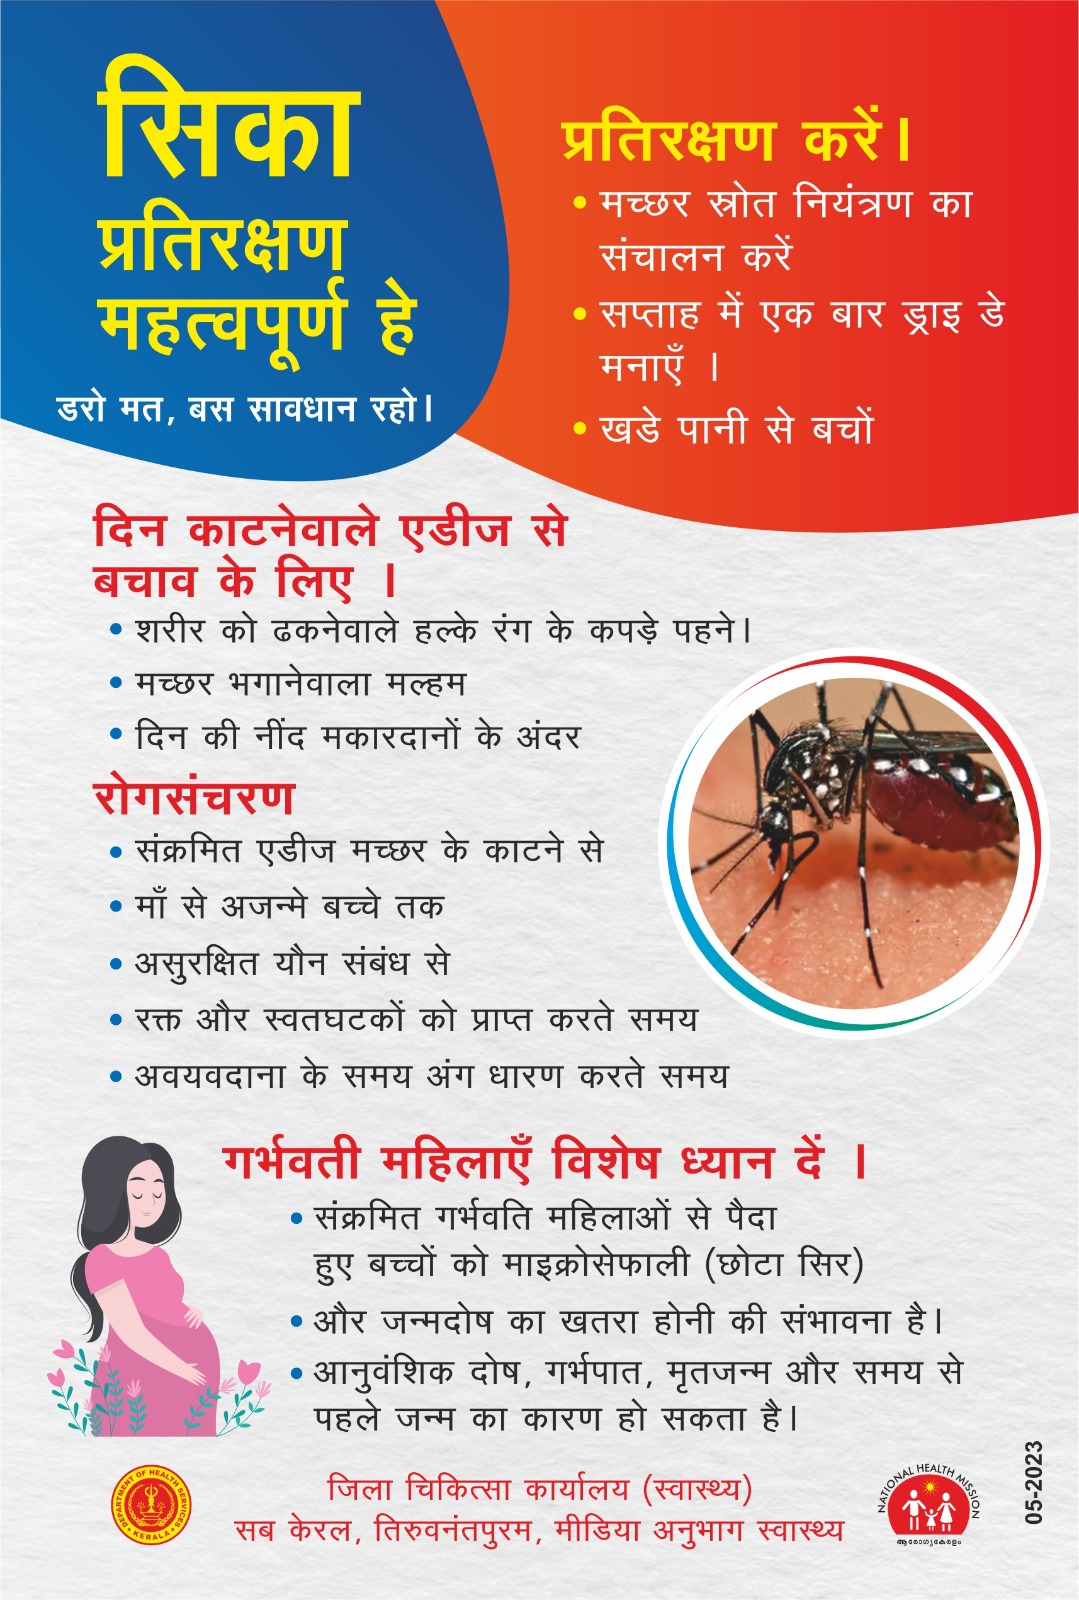 सिका
प्रतिरक्षण
महत्वपूर्ण हे
डरो मत, बस सावधान रहो।
प्रतिरक्षण करें।
• मच्छर स्रोत नियंत्रण का
संचालन करें
• सप्ताह में एक बार ड्राइ डे
मनाएँ ।
• खडे पानी से बचों
दिन काटनेवाले एडीज से
बचाव के लिए ।
• शरीर को ढकनेवाले हल्के रंग के कपड़े पहने।
• मच्छर भगानेवाला मल्हम
• दिन की नींद मकारदानों के अंदर
रोगसंचरण
• संक्रमित एडीज मच्छर के काटने से
• माँ से अजन्मे बच्चे तक
• असुरक्षित यौन संबंध से
• रक्त और स्वतघटकों को प्राप्त करते समय
• अवयवदाना के समय अंग धारण करते समय
गर्भवती महिलाएँ विशेष ध्यान दें ।
• संक्रमित गर्भवति महिलाओं से पैदा
हुए बच्चों को माइक्रोसेफाली (छोटा सिर)
• और जन्मदोष का खतरा होनी की संभावना है।
• आनुवंशिक दोष, गर्भपात, मृतजन्म और समय से
पहले जन्म का कारण हो सकता है।
DEPARTMENT OF HEALTH SERVICES
KERALA
जिला चिकित्सा कार्यालय (स्वास्थ्य)
सब केरल, तिरुवनंतपुरम, मीडिया अनुभाग स्वास्थ्य
NATIONAL HEALTH MISSION
ആരോഗ്യകേരളം
05-2023